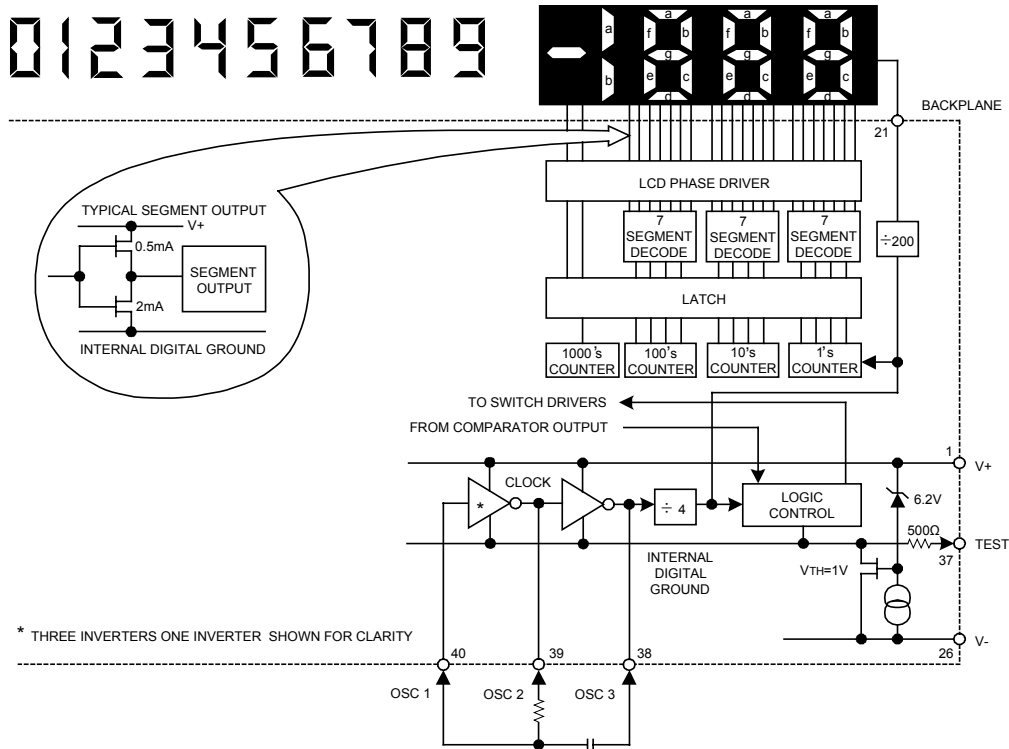 0123456789
a a a a
f b f b f b
g g g
b e c e c e c
d d d
BACKPLANE
21
LCD PHASE DRIVER
TYPICAL SEGMENT OUTPUT
V+
0.5mA
SEGMENT
OUTPUT
2mA
INTERNAL DIGITAL GROUND
7
SEGMENT
DECODE
7
SEGMENT
DECODE
7
SEGMENT
DECODE
÷200
LATCH
1000's
COUNTER
100's
COUNTER
10's
COUNTER
1's
COUNTER
TO SWITCH DRIVERS
FROM COMPARATOR OUTPUT
1
V+
CLOCK
*
÷ 4
LOGIC
CONTROL
6.2V
500Ω
TEST
37
INTERNAL
DIGITAL
GROUND
VTH=1V
* THREE INVERTERS ONE INVERTER SHOWN FOR CLARITY
26
V-
40
39
38
OSC 1
OSC 2
OSC 3